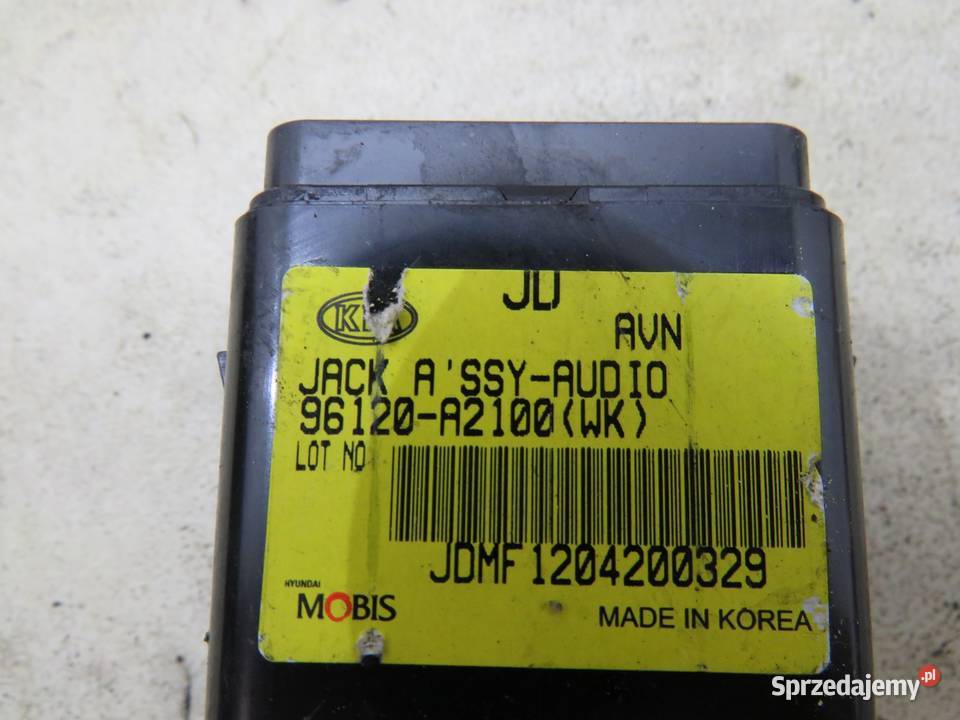 KIA
JD
AVN
JACK A'SSY-AUDIO
96120-A2100(WK)
LOT NO
JDMF1204200329
HYUNDAI
MOBIS
MADE IN KOREA
Sprzedajemy.pl